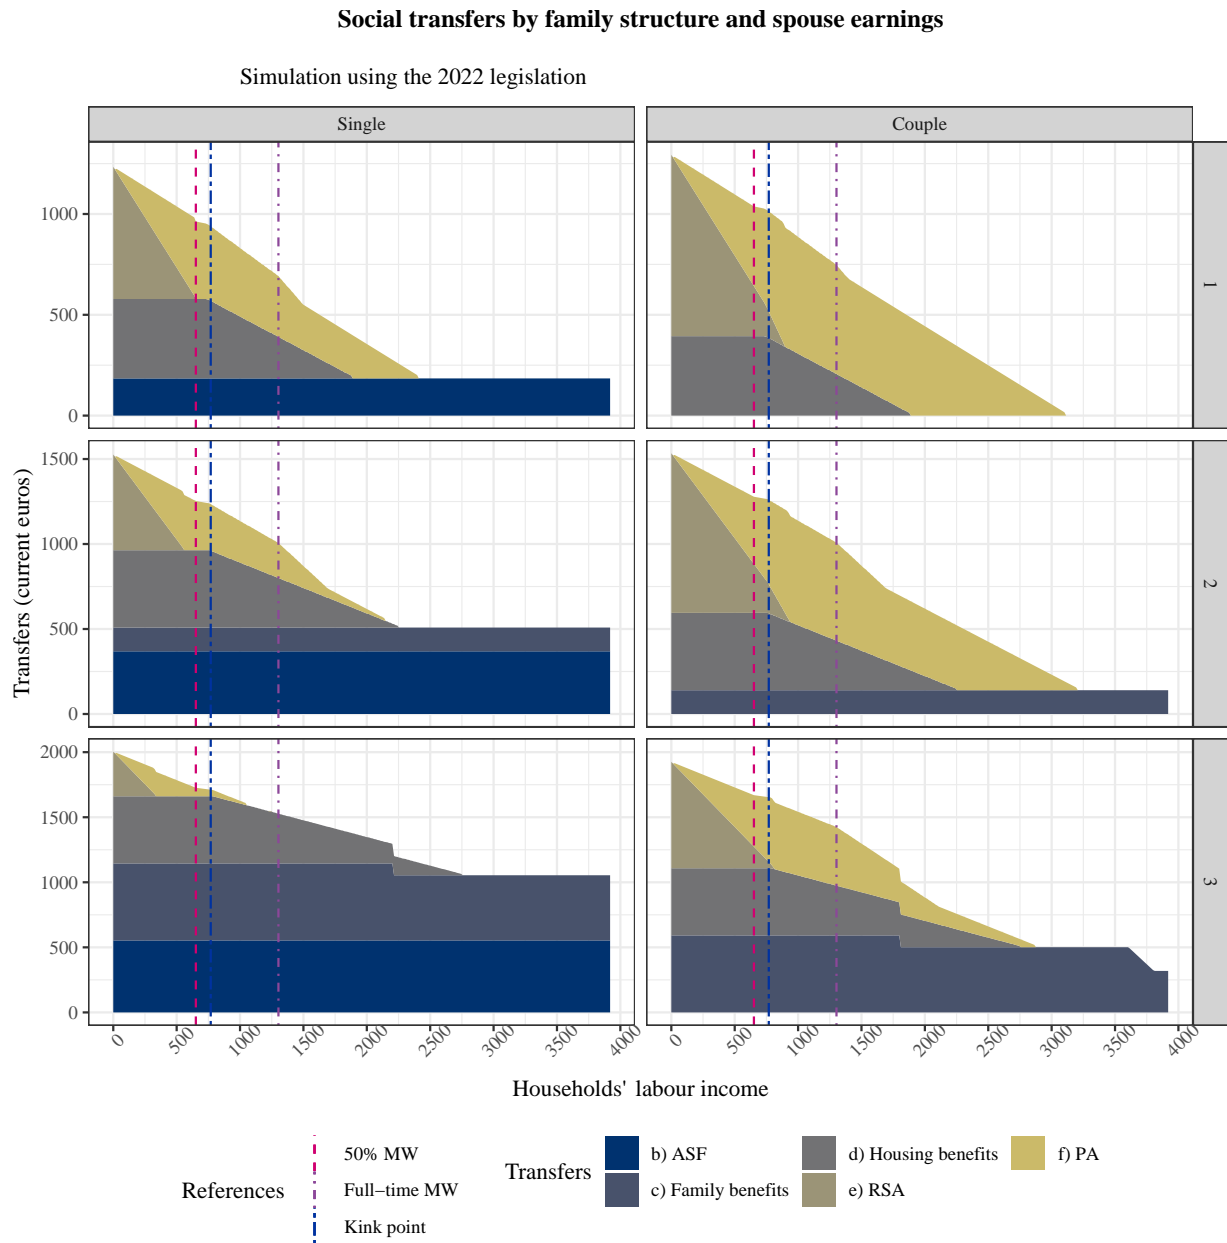 Social transfers by family structure and spouse earnings
Simulation using the 2022 legislation
Single
Couple
1000
500
0
1
1500
1000
500
0
2
2000
1500
1000
500
0
3
Transfers (current euros)
0
500
1000
1500
2000
2500
3000
3500
4000
0
500
1000
1500
2000
2500
3000
3500
4000
Households' labour income
References
50% MW
Full−time MW
Kink point
Transfers
b) ASF
c) Family benefits
d) Housing benefits
e) RSA
f) PA